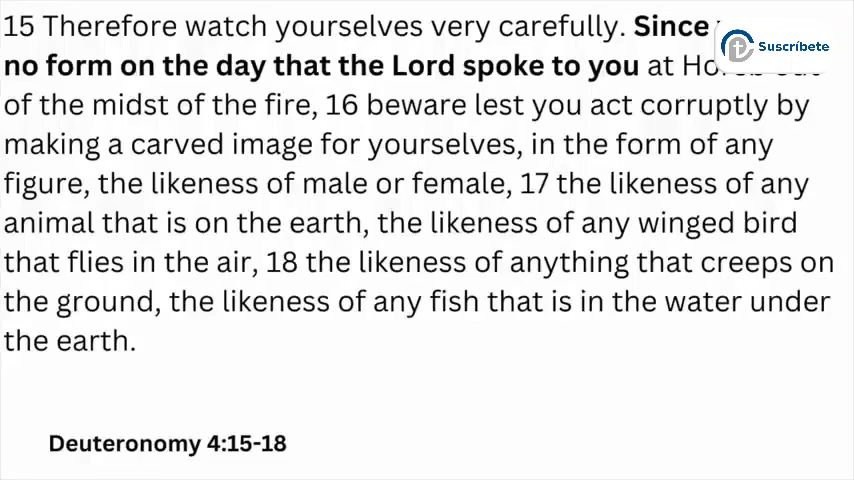 15 Therefore watch yourselves very carefully. Since
Suscríbete
no form on the day that the Lord spoke to you at
of the midst of the fire, 16 beware lest you act corruptly by
making a carved image for yourselves, in the form of any
figure, the likeness of male or female, 17 the likeness of any
animal that is on the earth, the likeness of any winged bird
that flies in the air, 18 the likeness of anything that creeps on
the ground, the likeness of any fish that is in the water under
the earth.
Deuteronomy 4:15-18